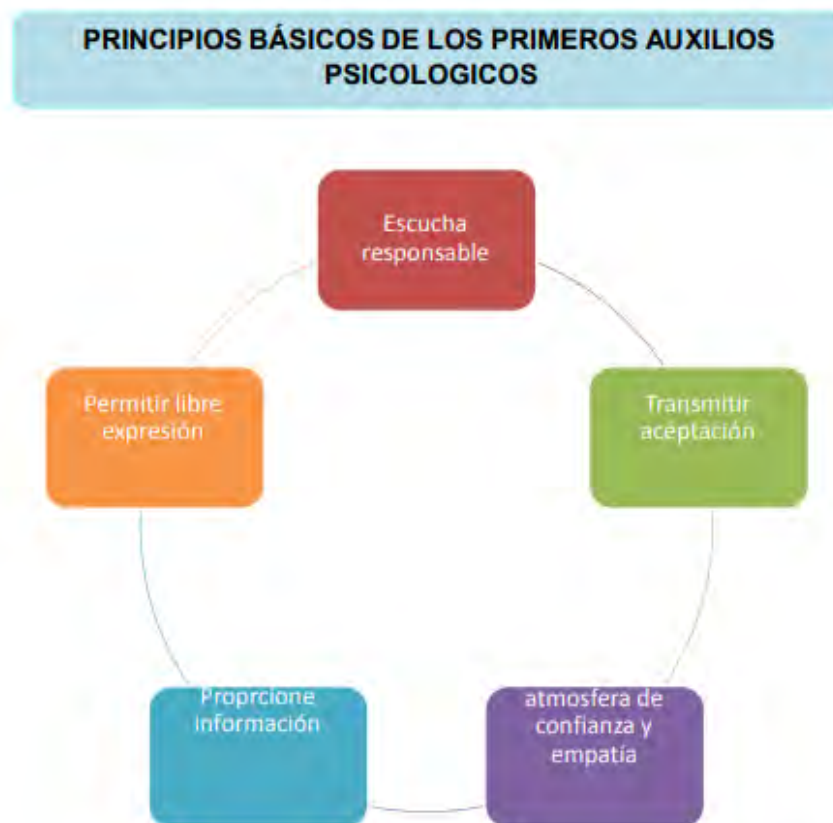 PRINCIPIOS BÁSICOS DE LOS PRIMEROS AUXILIOS
PSICOLOGICOS
Escucha
responsable
Transmitir
aceptación
atmosfera de
confianza y
empatía
Proprcione
información
Permitir libre
expresión